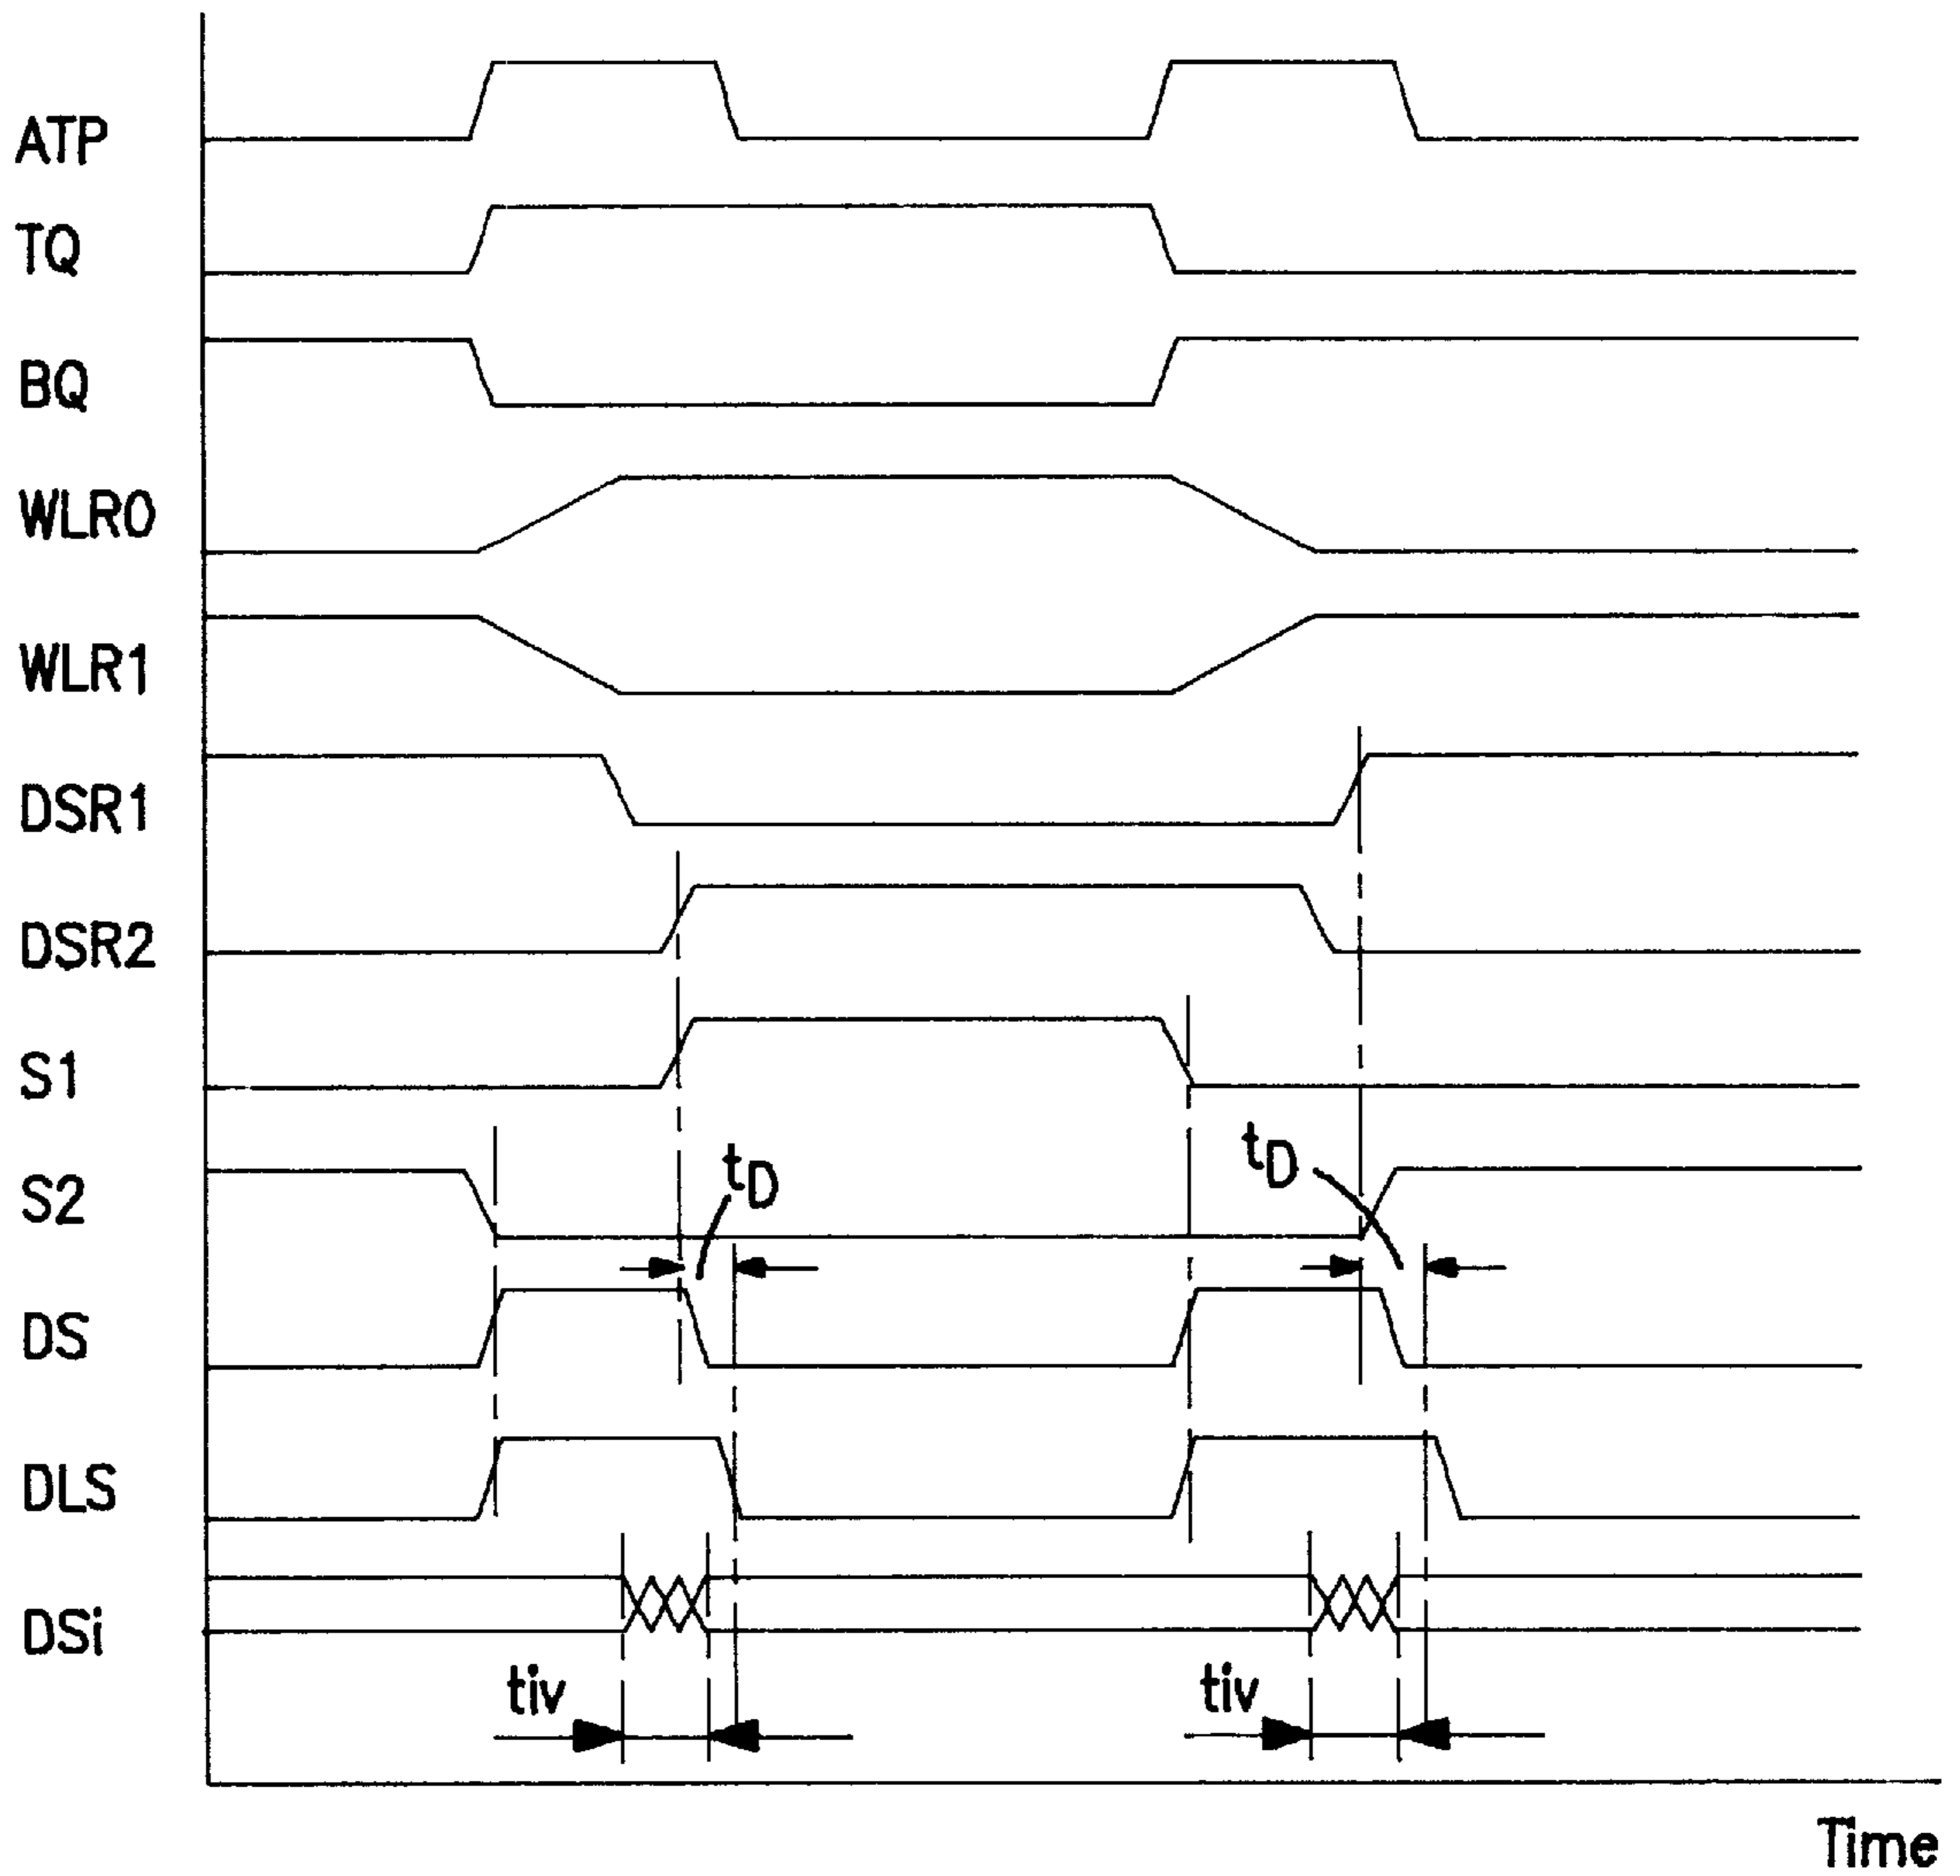 ATP
TQ
BQ
WLR0
WLR1
DSR1
DSR2
S1
tD
tD
S2
DS
DLS
DSi
tiv
tiv
Time